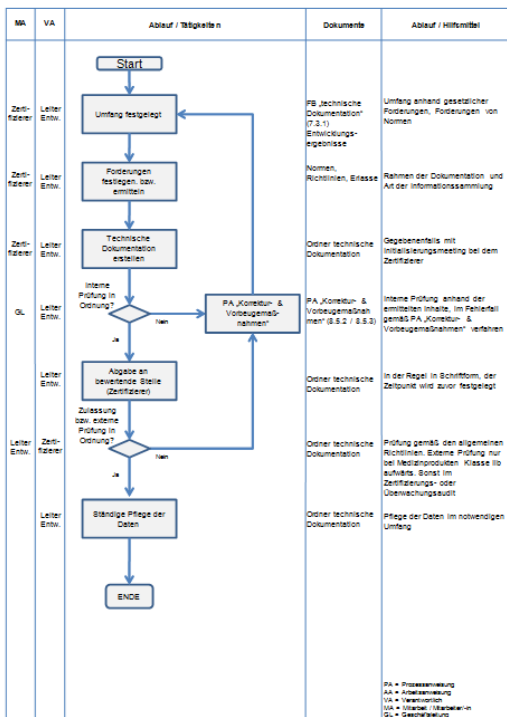 MA VA Ablauf / Tätigkeiten Dokumente Ablauf / Hilfsmittel
Start
Zerti-
fizierer
Leiter
Entw.
Umfang festgelegt
FB „technische
Dokumentation“
(7.3.1)
Entwicklungs-
ergebnisse
Umfang anhand gesetzlicher
Forderungen, Forderungen von
Normen
Zerti-
fizierer
Leiter
Entw.
Forderungen
festlegen, bzw.
ermitteln
Normen,
Richtlinien, Erlasse
Rahmen der Dokumentation und
Art der Informationssammlung
Zerti-
fizierer
Leiter
Entw.
Technische
Dokumentation
erstellen
Ordner technische
Dokumentation
Gegebenenfalls mit
Initialisierungsmeeting bei dem
Zertifizierer
GL
Leiter
Entw.
Interne
Prüfung in
Ordnung?
Nein
Ja
PA „Korrektur- &
Vorbeugemaß-
nahmen“
PA „Korrektur- &
Vorbeugemaßnah
men“ (8.5.2 / 8.5.3)
Interne Prüfung anhand der
ermittelten Inhalte, im Fehlerfall
gemäß PA „Korrektur- &
Vorbeugemaßnahmen“ verfahren
Leiter
Entw.
Abgabe an
bewertende Stelle
(Zertifizierer)
Ordner technische
Dokumentation
In der Regel in Schriftform, der
Zeitpunkt wird zuvor festgelegt
Leiter
Entw.
Zerti-
fizierer
Zulassung
bzw. externe
Prüfung in
Ordnung?
Nein
Ja
Ordner technische
Dokumentation
Prüfung gemäß den allgemeinen
Richtlinien. Externe Prüfung nur
bei Medizinprodukten Klasse IIb
aufwärts. Sonst im
Zertifizierungs- oder
Überwachungsaudit
Leiter
Entw.
Ständige Pflege der
Daten
Ordner technische
Dokumentation
Pflege der Daten im notwendigen
Umfang
ENDE
PA = Prozessanweisung
AA = Arbeitsanweisung
VA = Verantwortlich
MA = Mitarbeit / Mitarbeiter/-in
GL = Geschäftsleitung